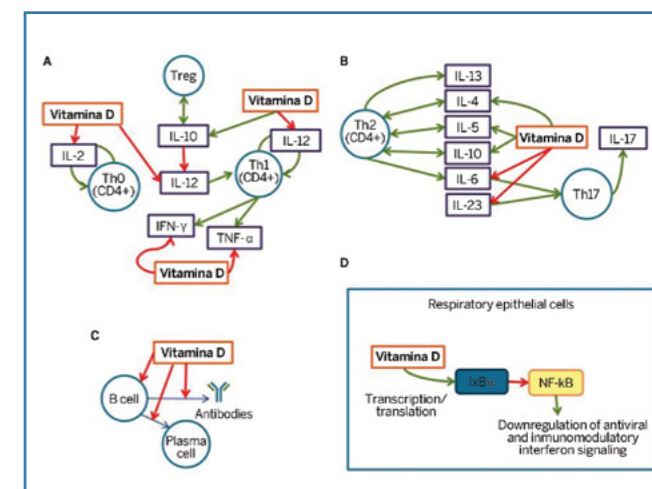 A
Treg
Vitamina D
Vitamina D
IL-10
IL-2
IL-12
IL-12
Th0
(CD4+)
Th1
(CD4+)
IFN-γ
TNF-α
Vitamina D
B
IL-13
IL-4
Th2
(CD4+)
IL-5
Vitamina D
IL-17
IL-10
IL-6
Th17
IL-23
C
Vitamina D
B cell
Antibodies
Plasma
cell
D
Respiratory epithelial cells
Vitamina D
IxBα
NF-kB
Transcription/
translation
Downregulation of antiviral
and inmunomodulatory
interferon signaling